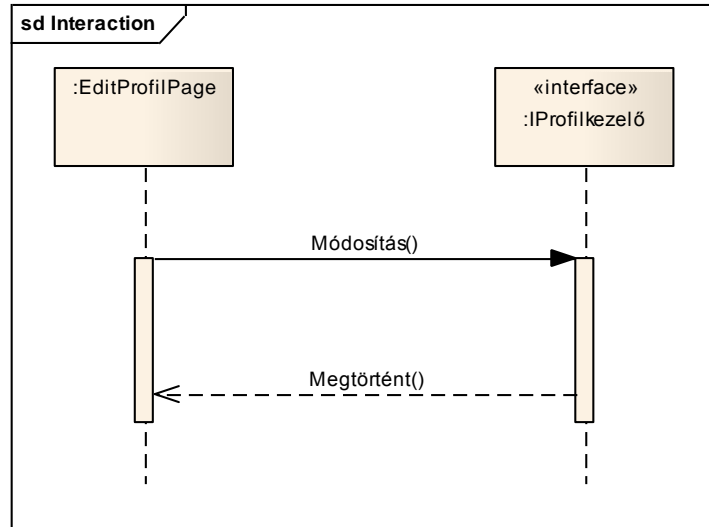 sd Interaction
:EditProfilPage
«interface»
:IProfilkezelő
Módosítás()
Megtörtént()